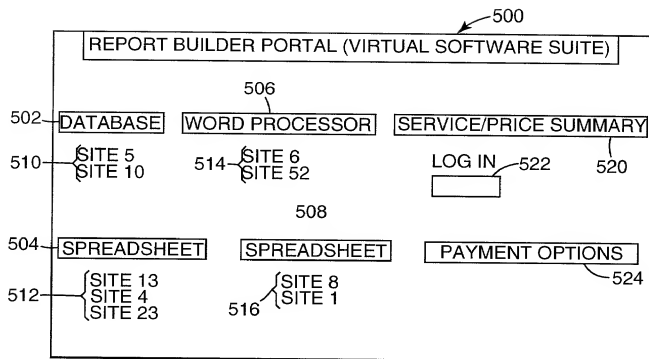 500
REPORT BUILDER PORTAL (VIRTUAL SOFTWARE SUITE)
506
502 DATABASE WORD PROCESSOR SERVICE/PRICE SUMMARY
510 SITE 5 514 SITE 6 LOG IN 522 520
SITE 10 SITE 52
508
504 SPREADSHEET SPREADSHEET PAYMENT OPTIONS
512 SITE 13 516 SITE 8 524
SITE 4 SITE 1
SITE 23